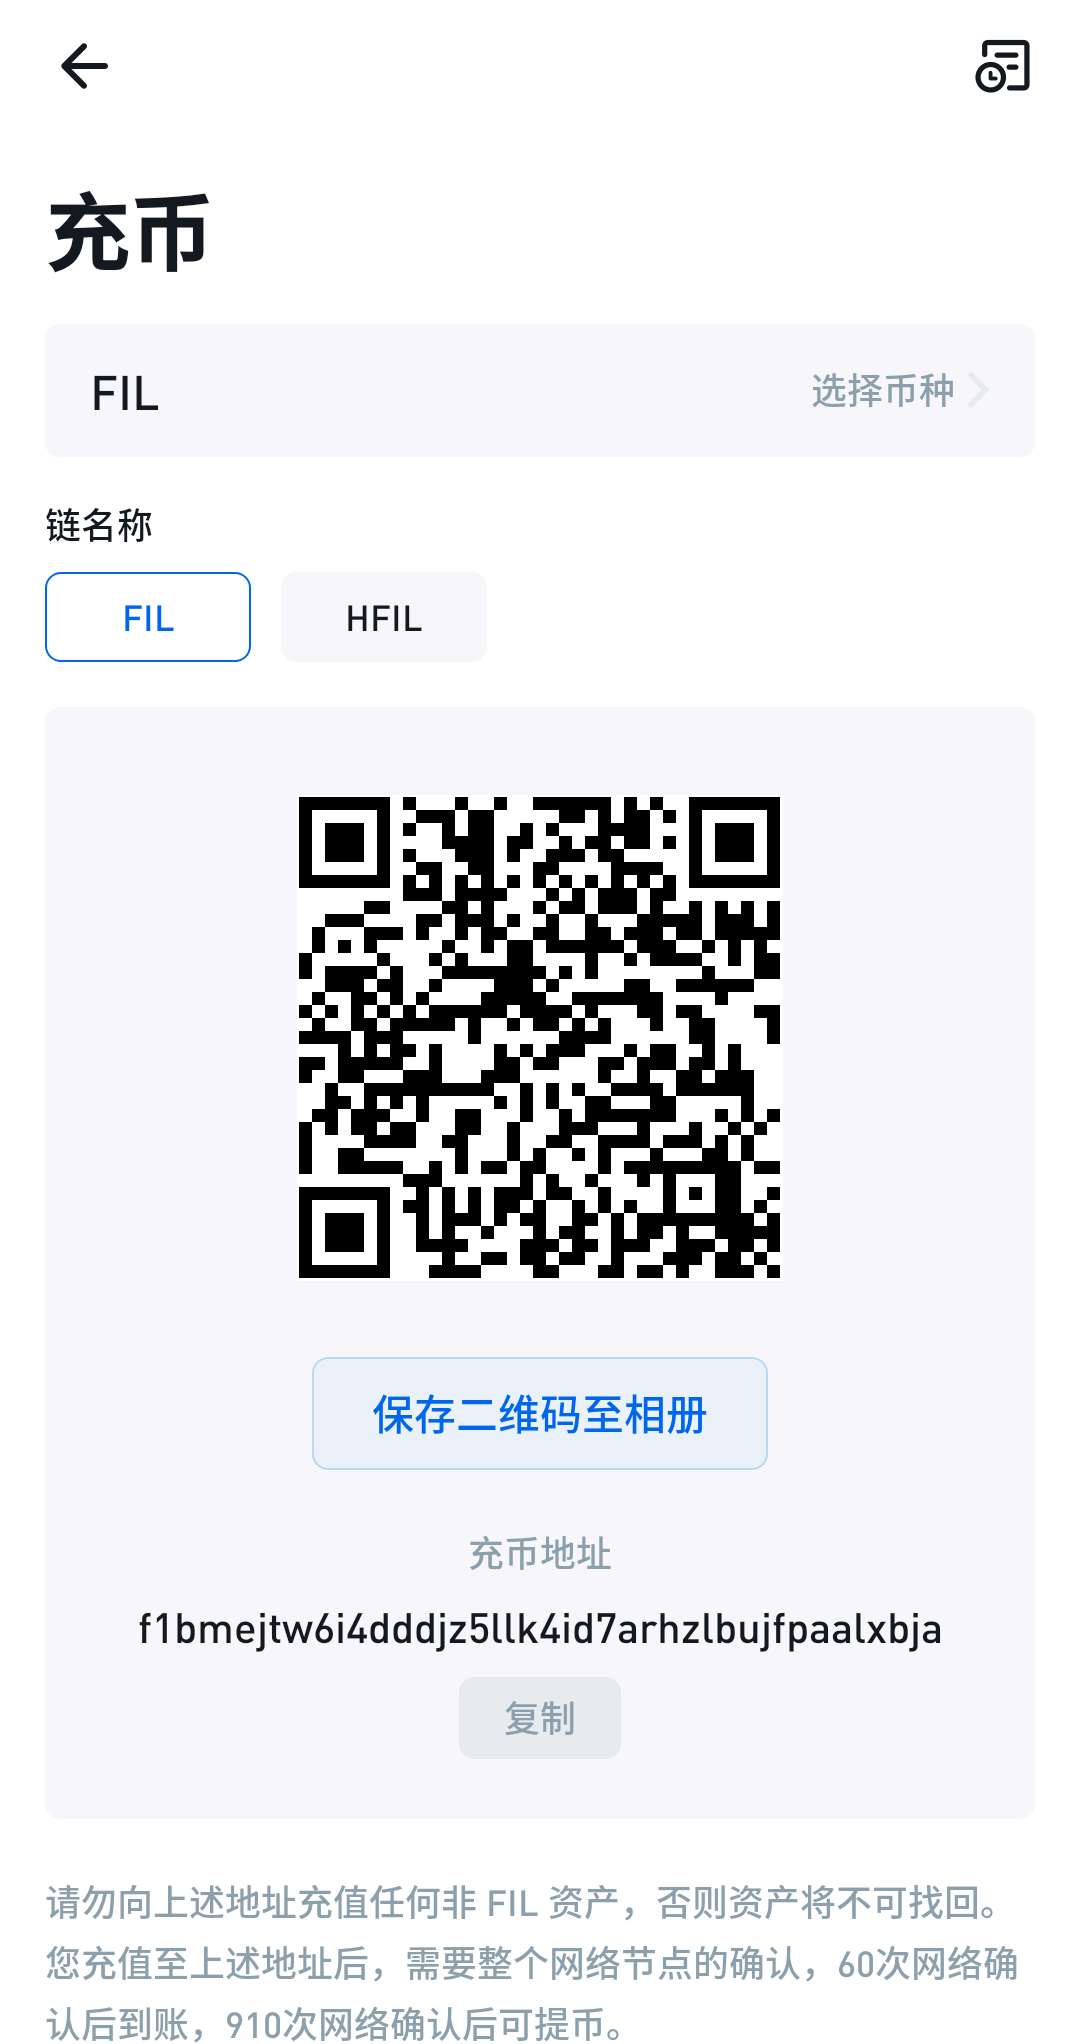 充币
FIL 选择币种
链名称
FIL HFIL
保存二维码至相册
充币地址
f1bmejtw6i4dddjz5llk4id7arhzlbujfpaalxbja
复制
请勿向上述地址充值任何非 FIL 资产，否则资产将不可找回。
您充值至上述地址后，需要整个网络节点的确认，60次网络确
认后到账，910次网络确认后可提币。